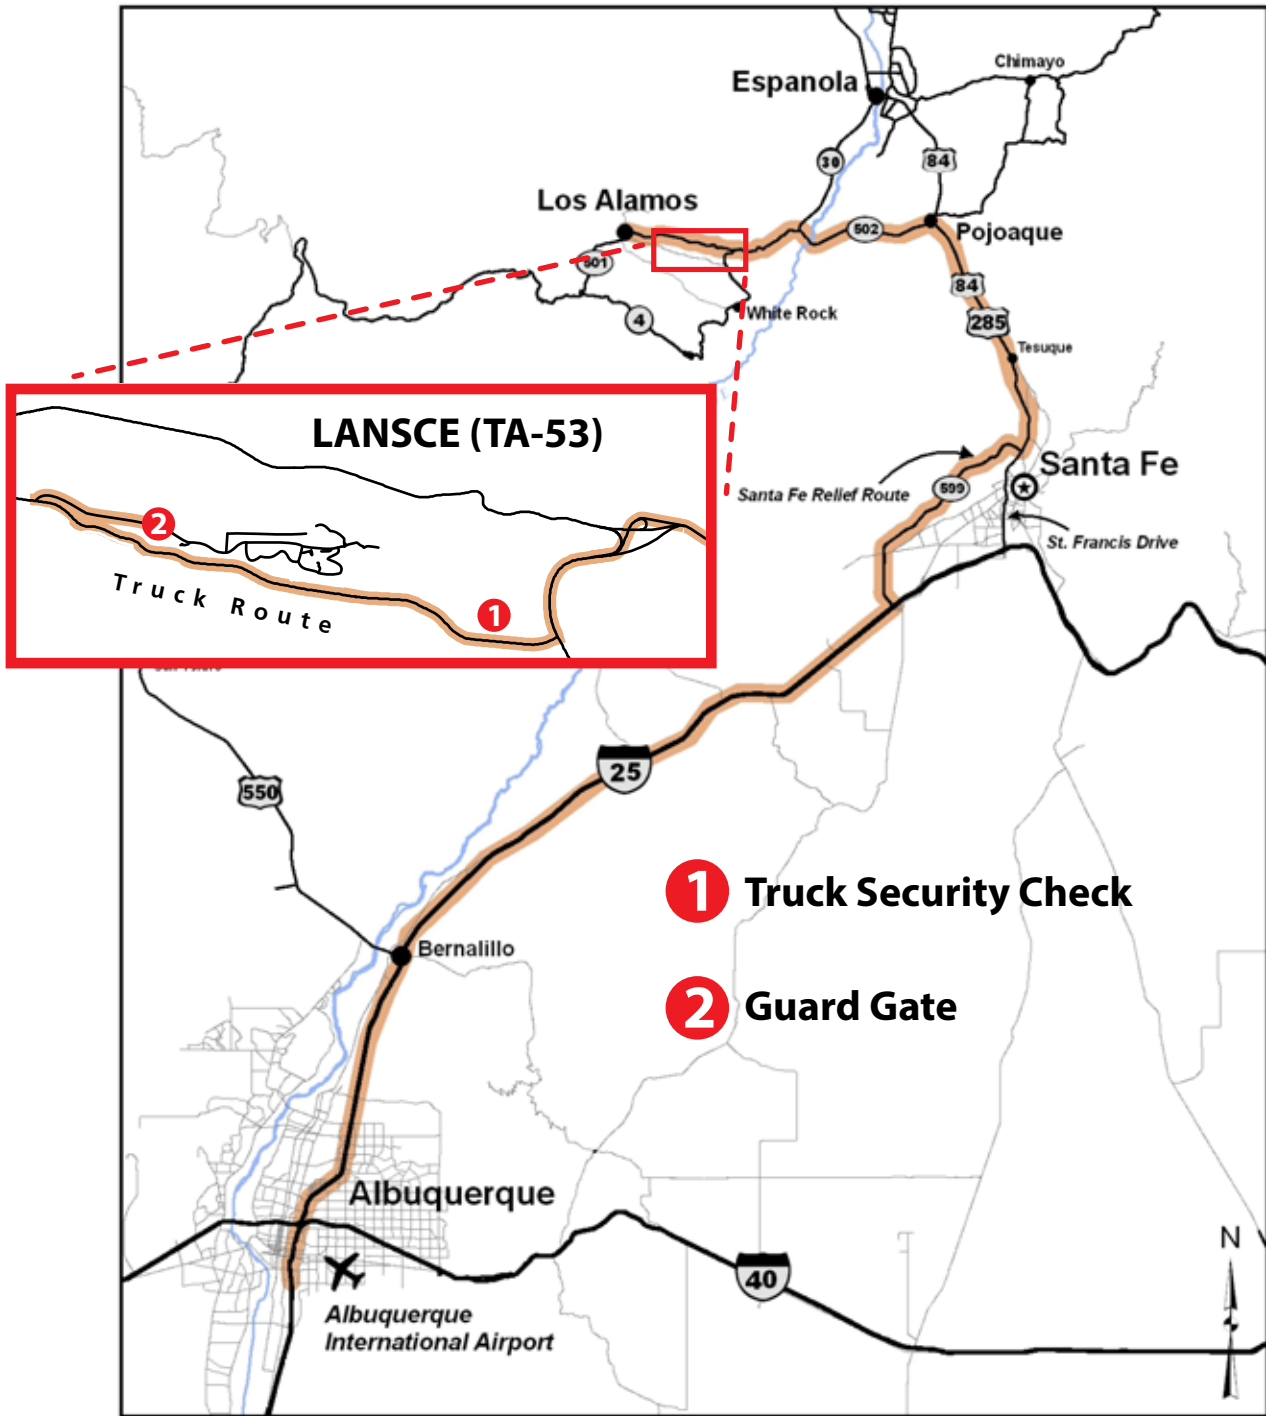 Chimayo
Espanola
30
84
Los Alamos
502
Pojoaque
501
84
4
White Rock
285
Tesuque
LANSCE (TA-53)
Santa Fe
Santa Fe Relief Route
599
2
St. Francis Drive
Truck Route
1
25
550
1 Truck Security Check
Bernalillo
2 Guard Gate
Albuquerque
N
40
Albuquerque
International Airport